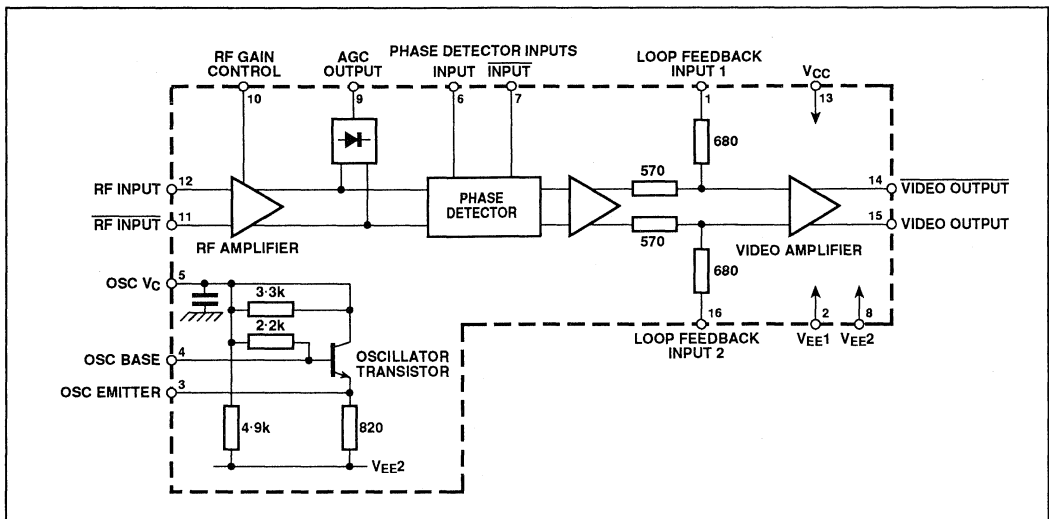 RF GAIN
CONTROL
10
AGC
OUTPUT
9
PHASE DETECTOR INPUTS
INPUT
6
INPUT
7
LOOP FEEDBACK
INPUT 1
1
VCC
13
680
570
RF INPUT
12
14
VIDEO OUTPUT
PHASE
DETECTOR
RF INPUT
11
15
VIDEO OUTPUT
RF AMPLIFIER
570
VIDEO AMPLIFIER
680
OSC VC
5
3·3k
2·2k
16
LOOP FEEDBACK
INPUT 2
2
VEE1
8
VEE2
OSC BASE
4
OSCILLATOR
TRANSISTOR
OSC EMITTER
3
4·9k
820
VEE2